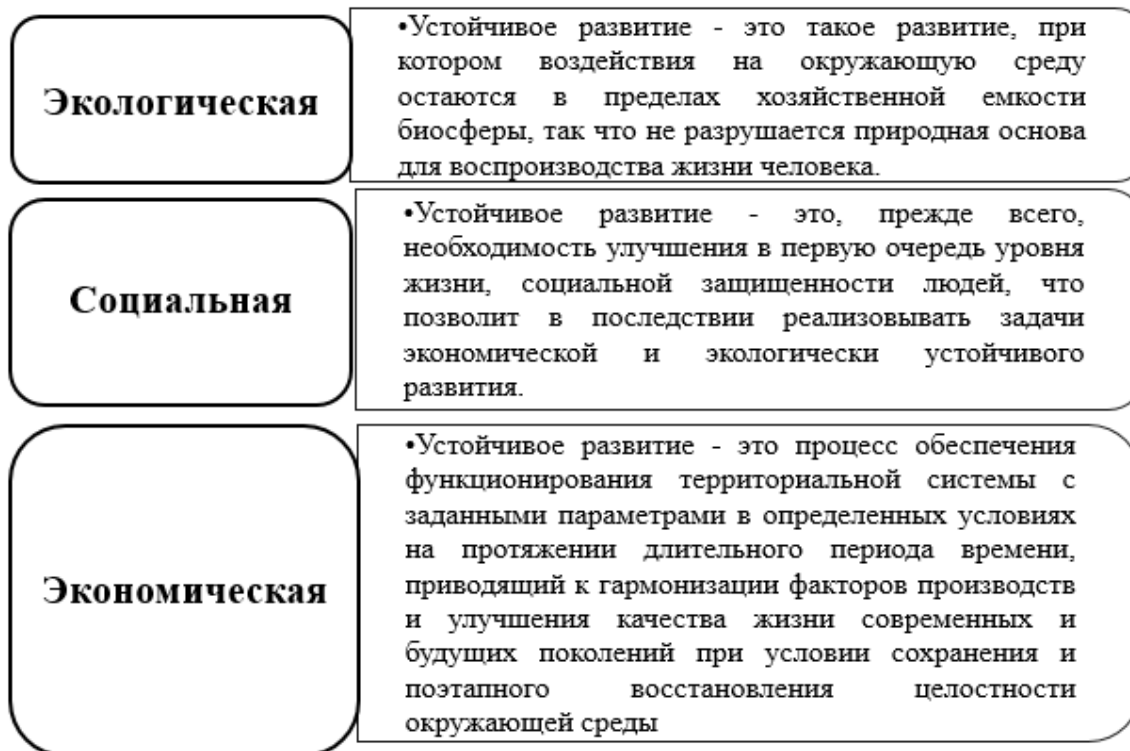 Экологическая
•Устойчивое развитие - это такое развитие, при
котором воздействия на окружающую среду
остаются в пределах хозяйственной емкости
биосферы, так что не разрушается природная основа
для воспроизводства жизни человека.
Социальная
•Устойчивое развитие - это, прежде всего,
необходимость улучшения в первую очередь уровня
жизни, социальной защищенности людей, что
позволит в последствии реализовывать задачи
экономической и экологически устойчивого
развития.
Экономическая
•Устойчивое развитие - это процесс обеспечения
функционирования территориальной системы с
заданными параметрами в определенных условиях
на протяжении длительного периода времени,
приводящий к гармонизации факторов производств
и улучшения качества жизни современных и
будущих поколений при условии сохранения и
поэтапного восстановления целостности
окружающей среды